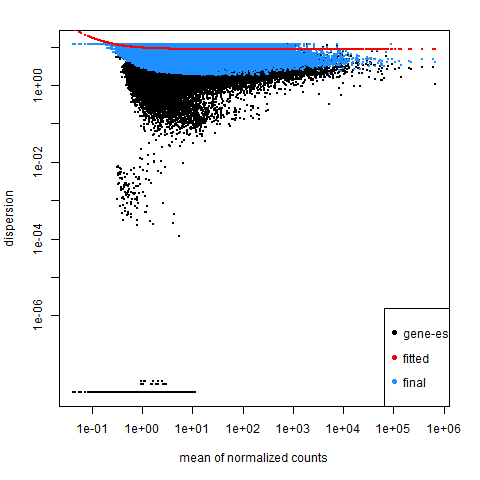 dispersion
1e+00
1e-02
1e-04
1e-06
gene-es
fitted
final
1e-01 1e+00 1e+01 1e+02 1e+03 1e+04 1e+05 1e+06
mean of normalized counts